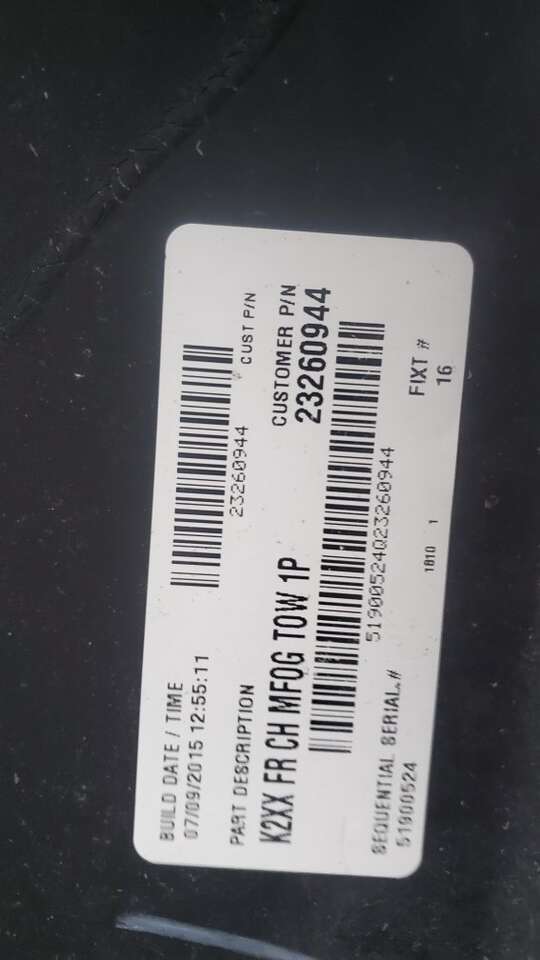 BUILD DATE / TIME
07/09/2015 12:55:11
23260944
CUST P/N
PART DESCRIPTION
K2XX FR CH MFOG TOW 1P
CUSTOMER P/N
23260944
51900524Q23260944
SEQUENTIAL SERIAL #
51900524
1810 1
FIXT #
16